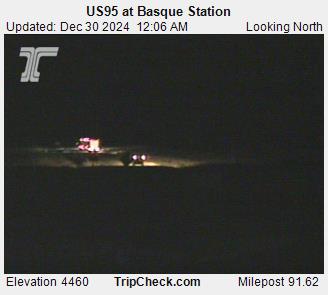 US95 at Basque Station
Updated: Dec 30 2024 12:06 AM Looking North
Elevation 4460 TripCheck.com Milepost 91.62